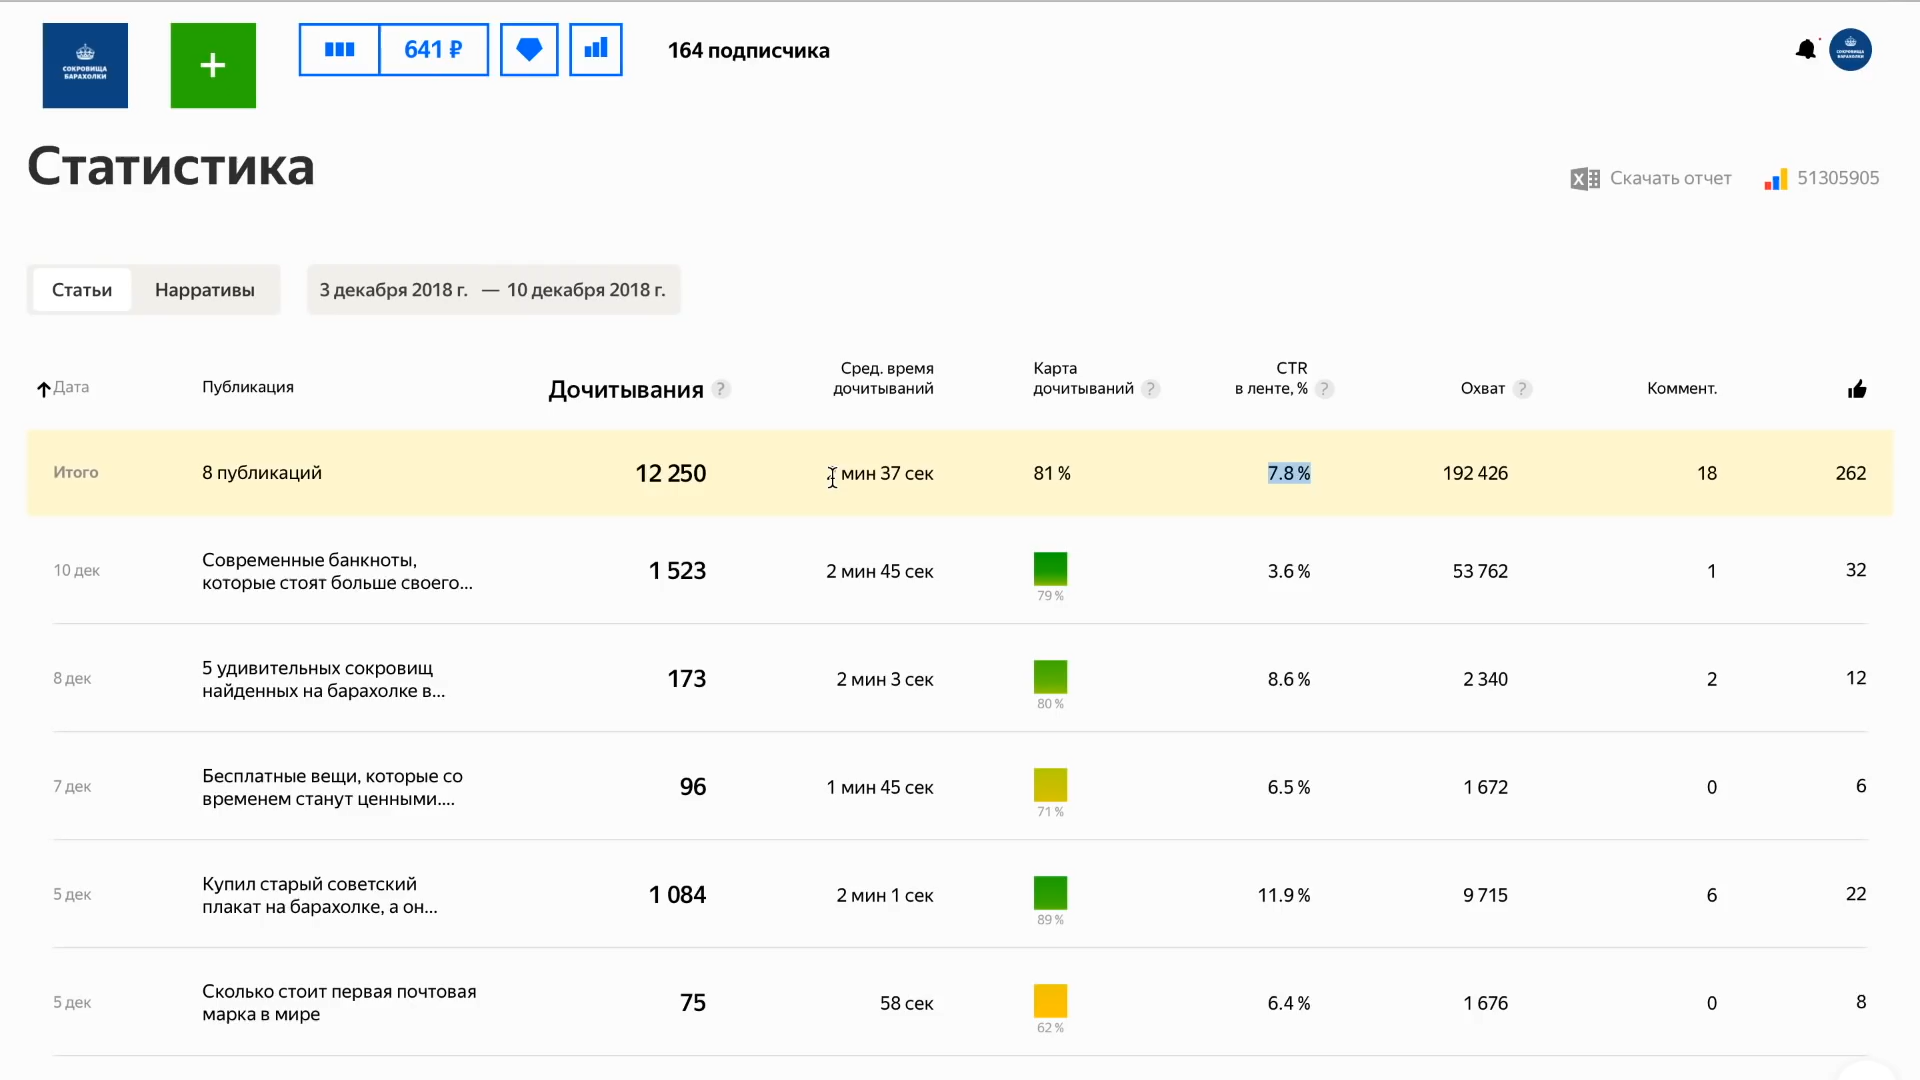 СОКРОВИЩА
БАРАХОЛКИ
+
641 ₽
164 подписчика
СОКРОВИЩА
БАРАХОЛКИ
Статистика
Скачать отчет
51305905
Статьи
Нарративы
3 декабря 2018 г. — 10 декабря 2018 г.
Дата
Публикация
Дочитывания ?
Сред. время
дочитываний
Карта
дочитываний ?
CTR
в ленте, % ?
Охват ?
Коммент.
Итого
8 публикаций
12 250
мин 37 сек
81 %
7.8 %
192 426
18
262
10 дек
Современные банкноты,
которые стоят больше своего...
1 523
2 мин 45 сек
79 %
3.6 %
53 762
1
32
8 дек
5 удивительных сокровищ
найденных на барахолке в...
173
2 мин 3 сек
80 %
8.6 %
2 340
2
12
7 дек
Бесплатные вещи, которые со
временем станут ценными....
96
1 мин 45 сек
71 %
6.5 %
1 672
0
6
5 дек
Купил старый советский
плакат на барахолке, а он...
1 084
2 мин 1 сек
89 %
11.9 %
9 715
6
22
5 дек
Сколько стоит первая почтовая
марка в мире
75
58 сек
62 %
6.4 %
1 676
0
8